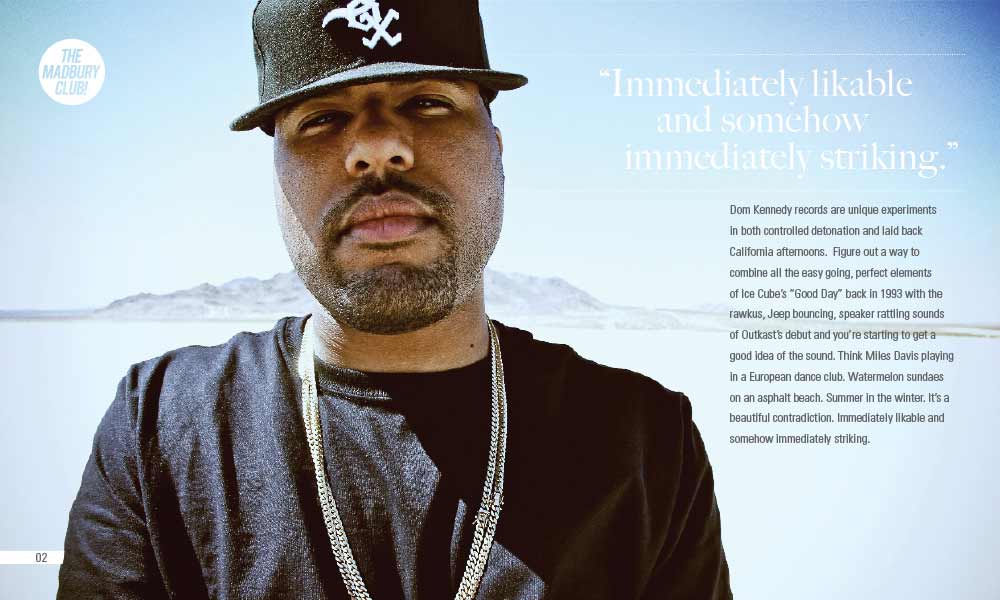 THE
MADBURY
CLUB!
“Immediately likable
and somehow
immediately striking.”
Dom Kennedy records are unique experiments
in both controlled detonation and laid back
California afternoons. Figure out a way to
combine all the easy going, perfect elements
of Ice Cube’s “Good Day” back in 1993 with the
rawkus, Jeep bouncing, speaker rattling sounds
of Outkast’s debut and you’re starting to get a
good idea of the sound. Think Miles Davis playing
in a European dance club. Watermelon sundaes
on an asphalt beach. Summer in the winter. It’s a
beautiful contradiction. Immediately likable and
somehow immediately striking.
02